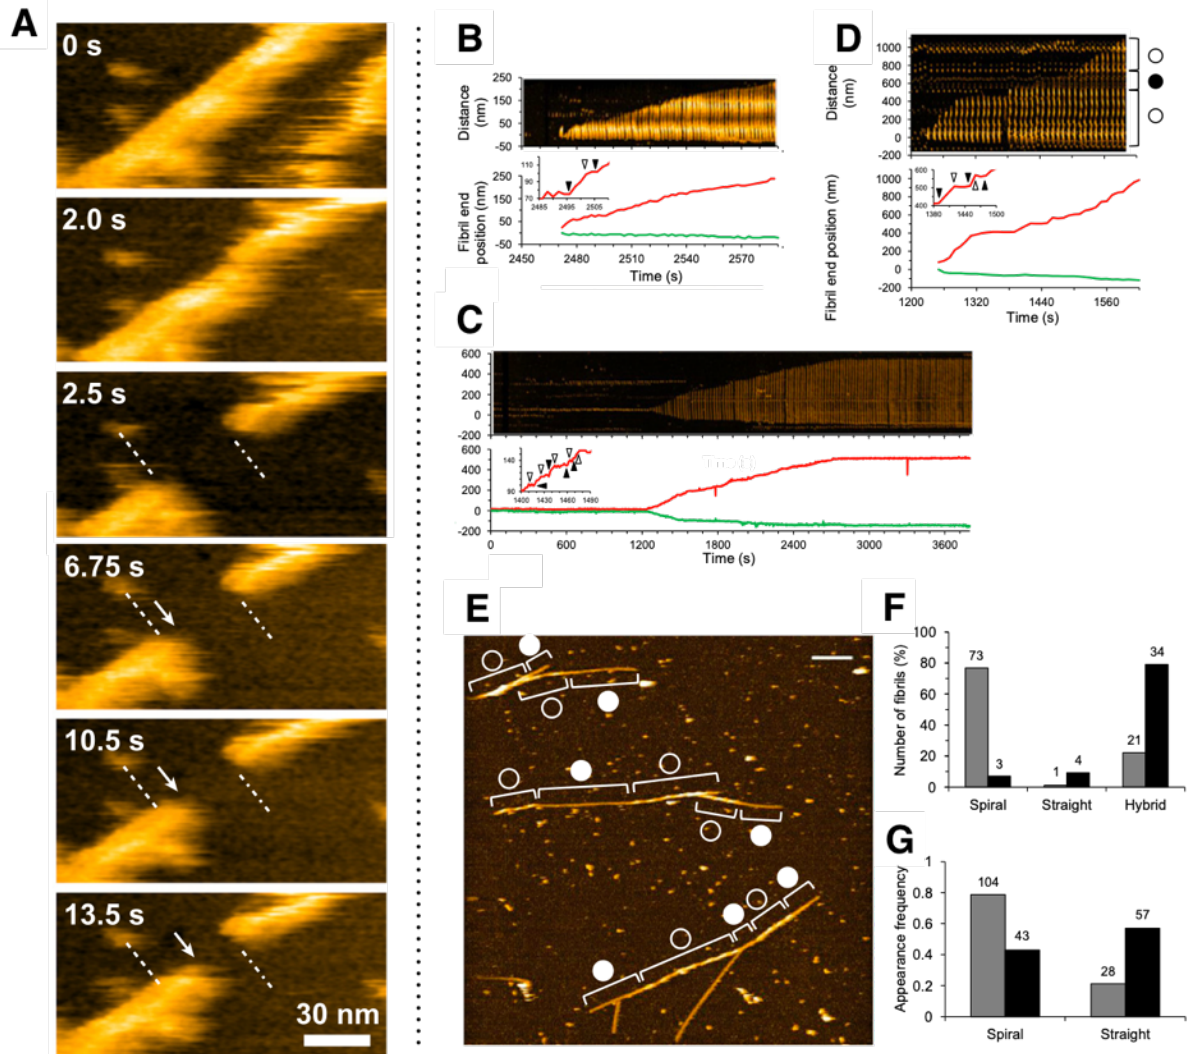 A
0 s
2.0 s
2.5 s
6.75 s
10.5 s
13.5 s
30 nm
B
Distance (nm)
250
150
50
-50
110
90
70
2485 2495 2505
Fibril end position (nm)
250
150
50
-50
2450 2480 2510 2540 2570
Time (s)
C
600
400
200
0
-200
140
90
1400 1430 1460 1490
600
400
200
0
-200
0 600 1200 1800 2400 3000 3600
Time (s)
D
Distance (nm)
1000
800
600
400
200
0
-200
600
500
400
1380 1440 1500
Fibril end position (nm)
1000
800
600
400
200
0
-200
1200 1320 1440 1560
Time (s)
E
F
Number of fibrils (%)
100
80
60
40
20
0
73
3
1
4
21
34
Spiral Straight Hybrid
G
Appearance frequency
1
0.8
0.6
0.4
0.2
0
104
43
28
57
Spiral Straight